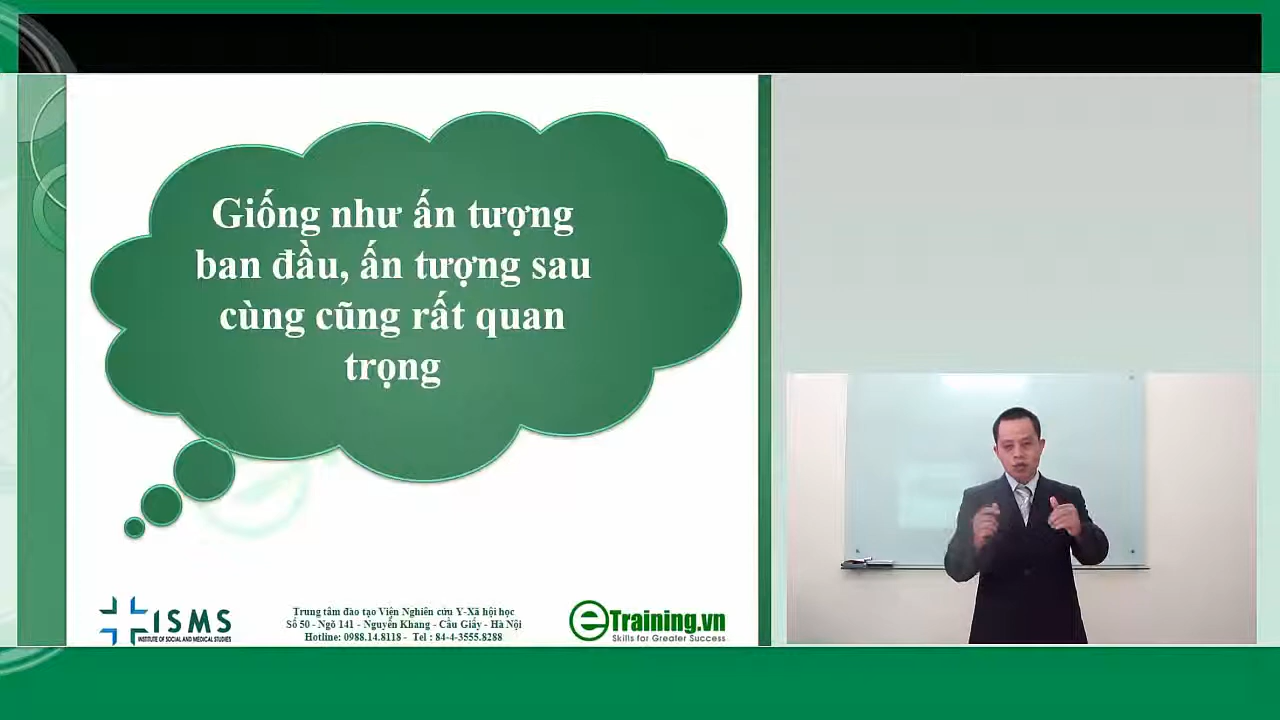 Giống như ấn tượng
ban đầu, ấn tượng sau
cùng cũng rất quan
trọng
ISMS
INSTITUTE OF SOCIAL AND MEDICAL STUDIES
Trung tâm đào tạo Viện Nghiên cứu Y-Xã hội học
Số 50 - Ngõ 141 - Nguyễn Khang - Cầu Giấy - Hà Nội
Hotline: 0988.14.8118 - Tel : 84-4-3555.8288
eTraining.vn
Skills for Greater Success